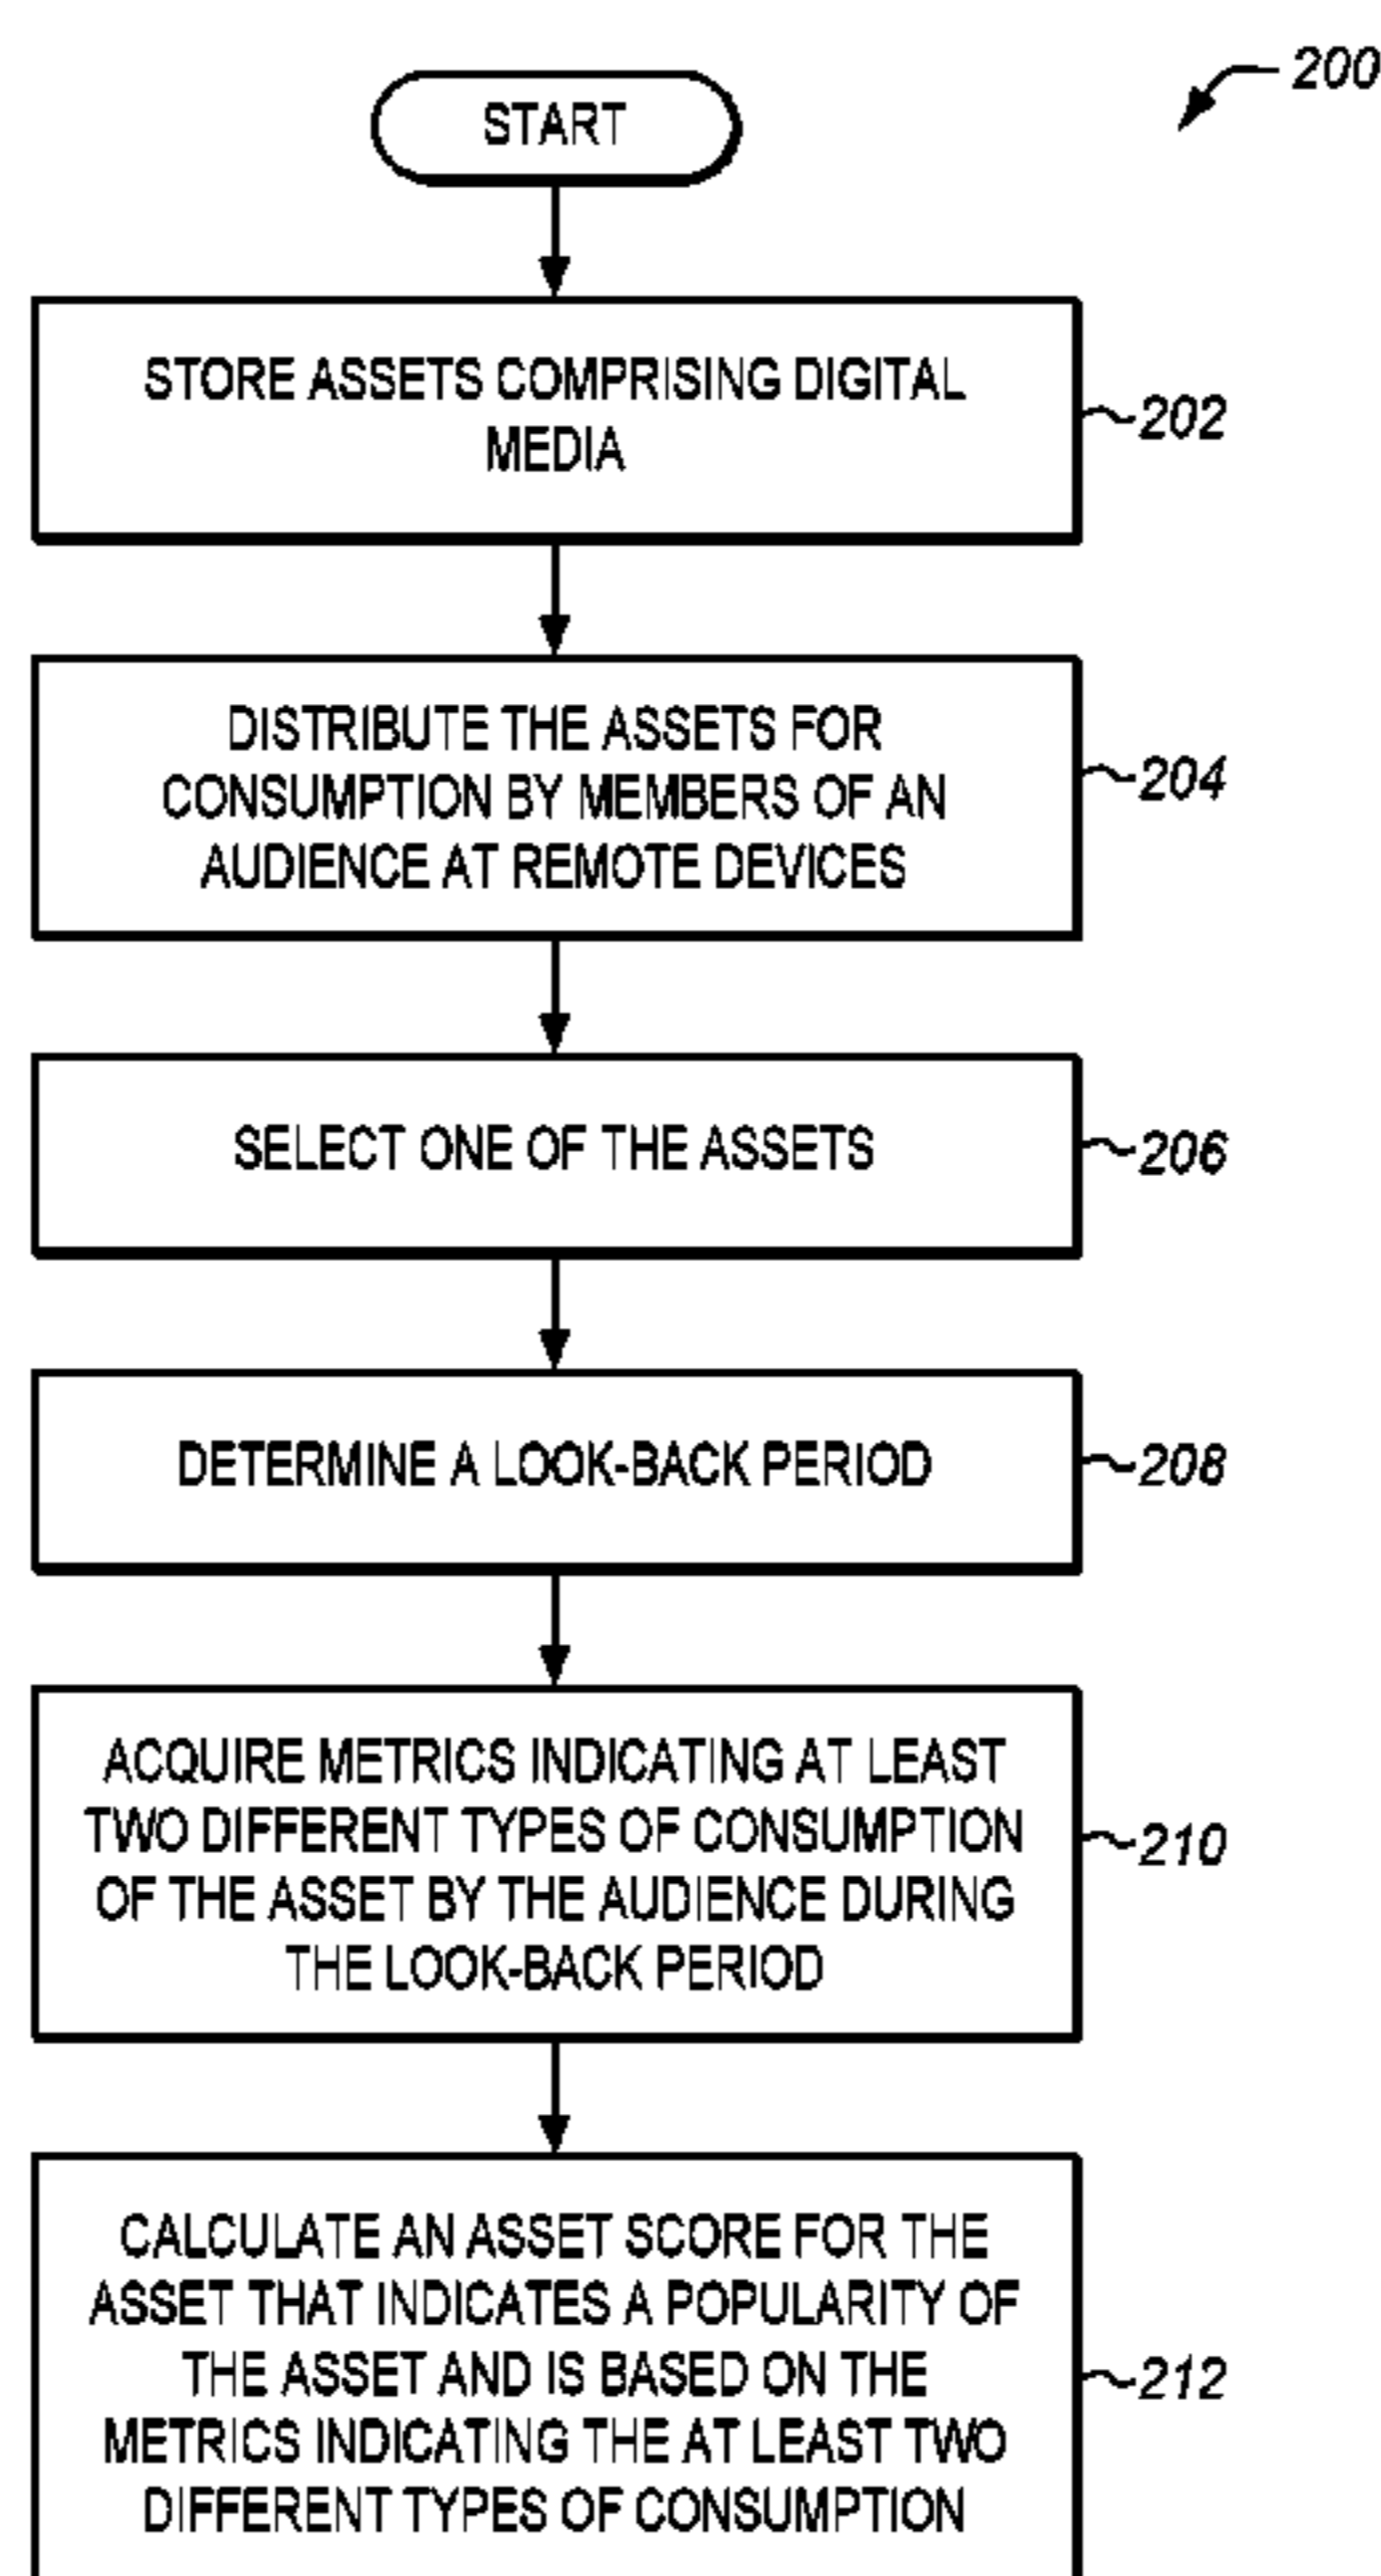 200
START
STORE ASSETS COMPRISING DIGITAL
MEDIA
202
DISTRIBUTE THE ASSETS FOR
CONSUMPTION BY MEMBERS OF AN
AUDIENCE AT REMOTE DEVICES
204
SELECT ONE OF THE ASSETS
206
DETERMINE A LOOK-BACK PERIOD
208
ACQUIRE METRICS INDICATING AT LEAST
TWO DIFFERENT TYPES OF CONSUMPTION
OF THE ASSET BY THE AUDIENCE DURING
THE LOOK-BACK PERIOD
210
CALCULATE AN ASSET SCORE FOR THE
ASSET THAT INDICATES A POPULARITY OF
THE ASSET AND IS BASED ON THE
METRICS INDICATING THE AT LEAST TWO
DIFFERENT TYPES OF CONSUMPTION
212